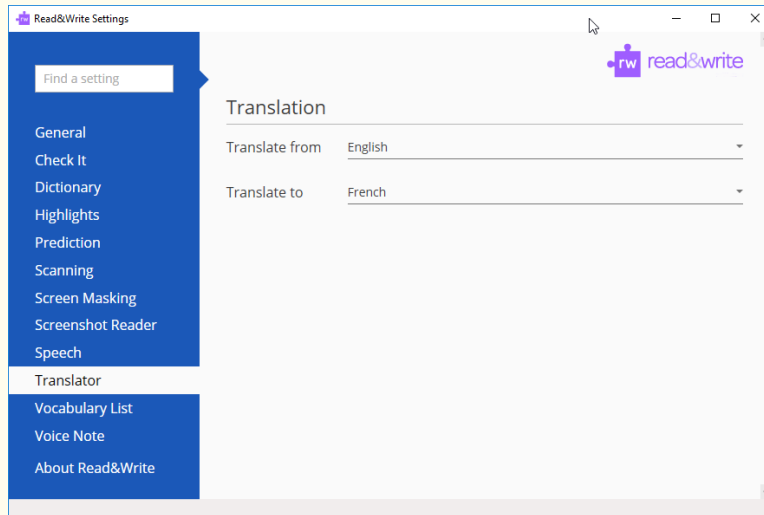 Read&Write Settings
Find a setting
General
Check It
Dictionary
Highlights
Prediction
Scanning
Screen Masking
Screenshot Reader
Speech
Translator
Vocabulary List
Voice Note
About Read&Write
rw read&write
Translation
Translate from English
Translate to French